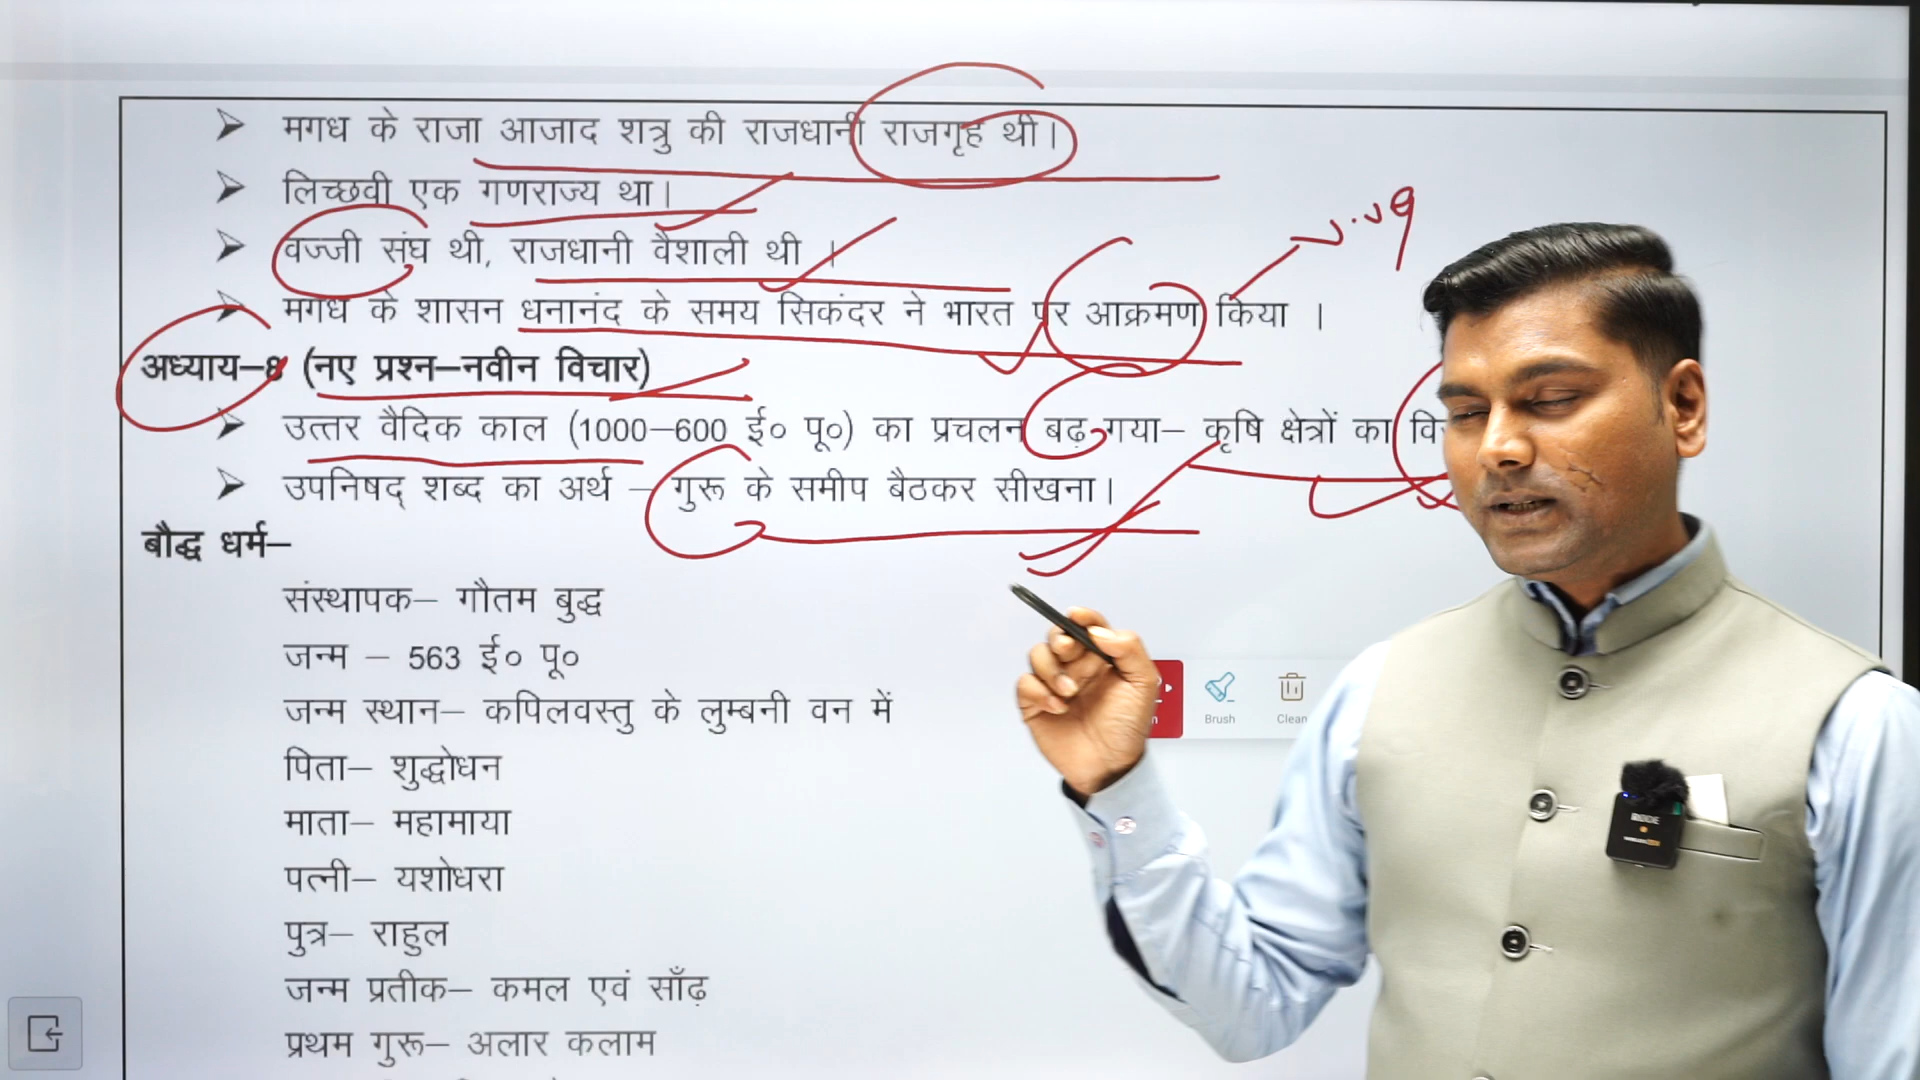 ➤ मगध के राजा आजाद शत्रु की राजधानी राजगृह थी।
➤ लिच्छवी एक गणराज्य था।
➤ वज्जी संघ थी, राजधानी वैशाली थी ।
➤ मगध के शासन धनानंद के समय सिकंदर ने भारत पर आक्रमण किया ।
अध्याय–8 (नए प्रश्न–नवीन विचार)
➤ उत्तर वैदिक काल (1000–600 ई० पू०) का प्रचलन बढ़ गया– कृषि क्षेत्रों का
➤ उपनिषद् शब्द का अर्थ – गुरू के समीप बैठकर सीखना।
बौद्ध धर्म–
संस्थापक– गौतम बुद्ध
जन्म – 563 ई० पू०
जन्म स्थान– कपिलवस्तु के लुम्बनी वन में
Brush Clean
पिता– शुद्धोधन
माता– महामाया
RODE
पत्नी– यशोधरा
पुत्र– राहुल
जन्म प्रतीक– कमल एवं साँढ़
प्रथम गुरू– अलार कलाम